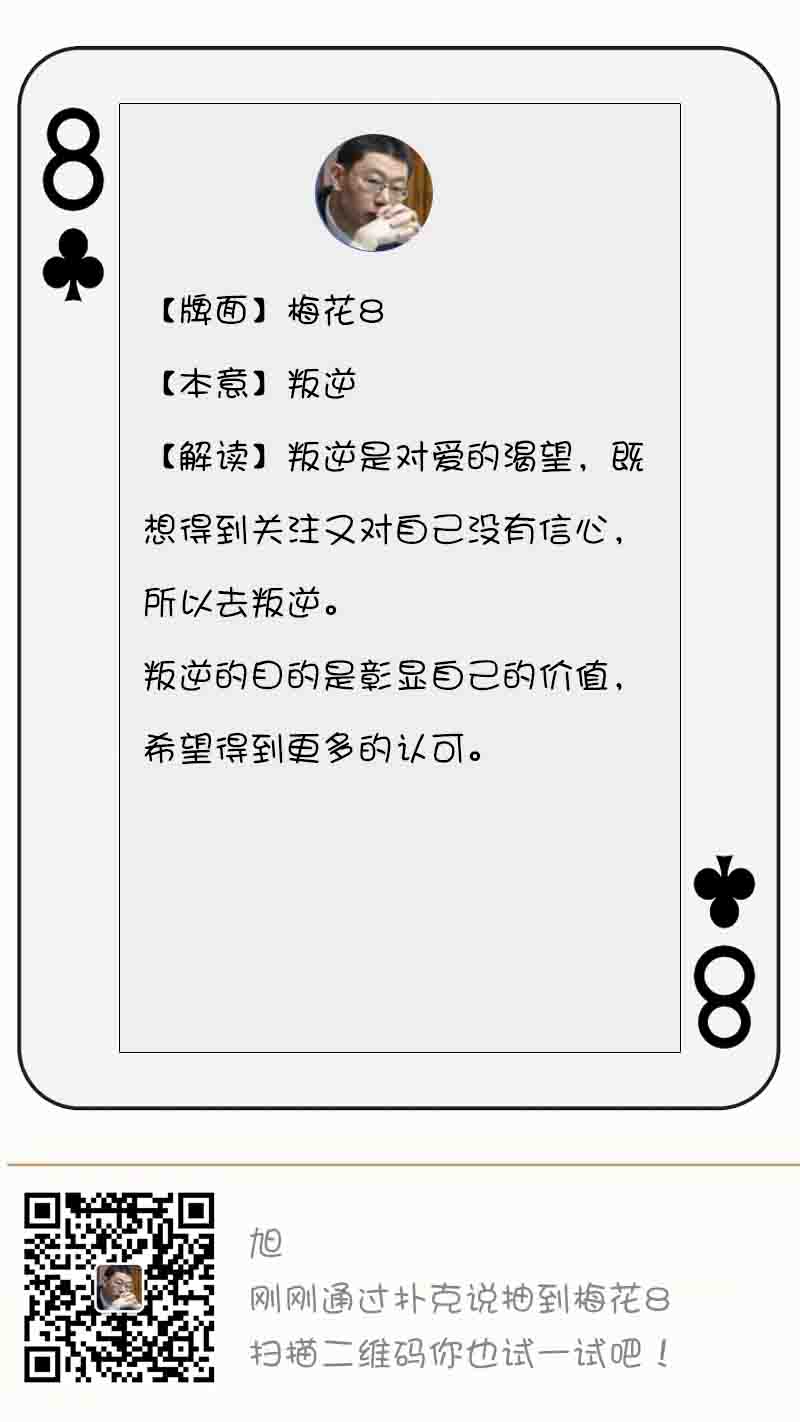 8
【牌面】梅花8
【本意】叛逆
【解读】叛逆是对爱的渴望，既
想得到关注又对自己没有信心，
所以去叛逆。
叛逆的目的是彰显自己的价值，
希望得到更多的认可。
8
旭
刚刚通过扑克说抽到梅花8
扫描二维码你也试一试吧！